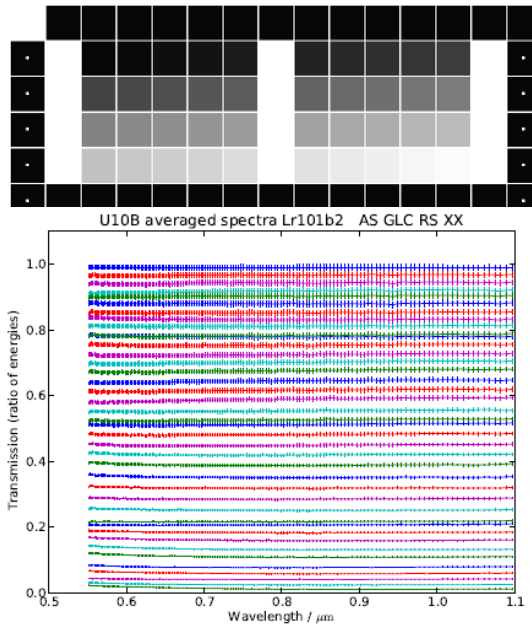 U10B averaged spectra Lr101b2 AS GLC RS XX
Transmission (ratio of energies)
1.0
0.8
0.6
0.4
0.2
0.0
0.5 0.6 0.7 0.8 0.9 1.0 1.1
Wavelength / μm